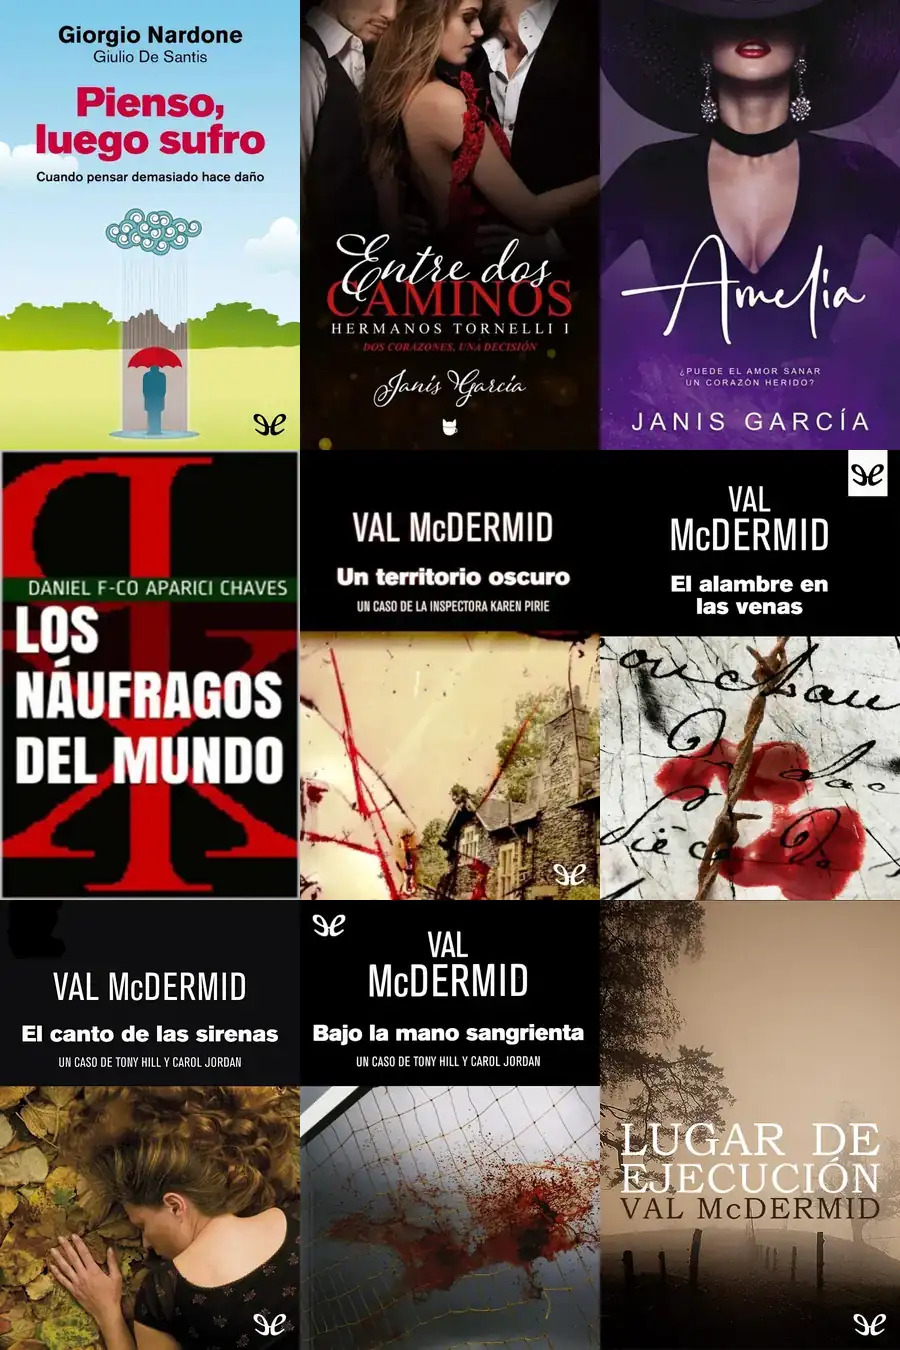 Giorgio Nardone
Giulio De Santis
Pienso,
luego sufro
Cuando pensar demasiado hace daño
Entre dos
CAMINOS
HERMANOS TORNELLI I
DOS CORAZONES, UNA DECISIÓN
Janis García
Amelia
¿PUEDE EL AMOR SANAR
UN CORAZÓN HERIDO?
JANIS GARCÍA
DANIEL F-CO APARICI CHAVES
LOS
NÁUFRAGOS
DEL MUNDO
VAL McDERMID
Un territorio oscuro
UN CASO DE LA INSPECTORA KAREN PIRIE
VAL
McDERMID
El alambre en
las venas
VAL McDERMID
El canto de las sirenas
UN CASO DE TONY HILL Y CAROL JORDAN
VAL
McDERMID
Bajo la mano sangrienta
UN CASO DE TONY HILL Y CAROL JORDAN
LUGAR DE
EJECUCIÓN
VAL McDERMID